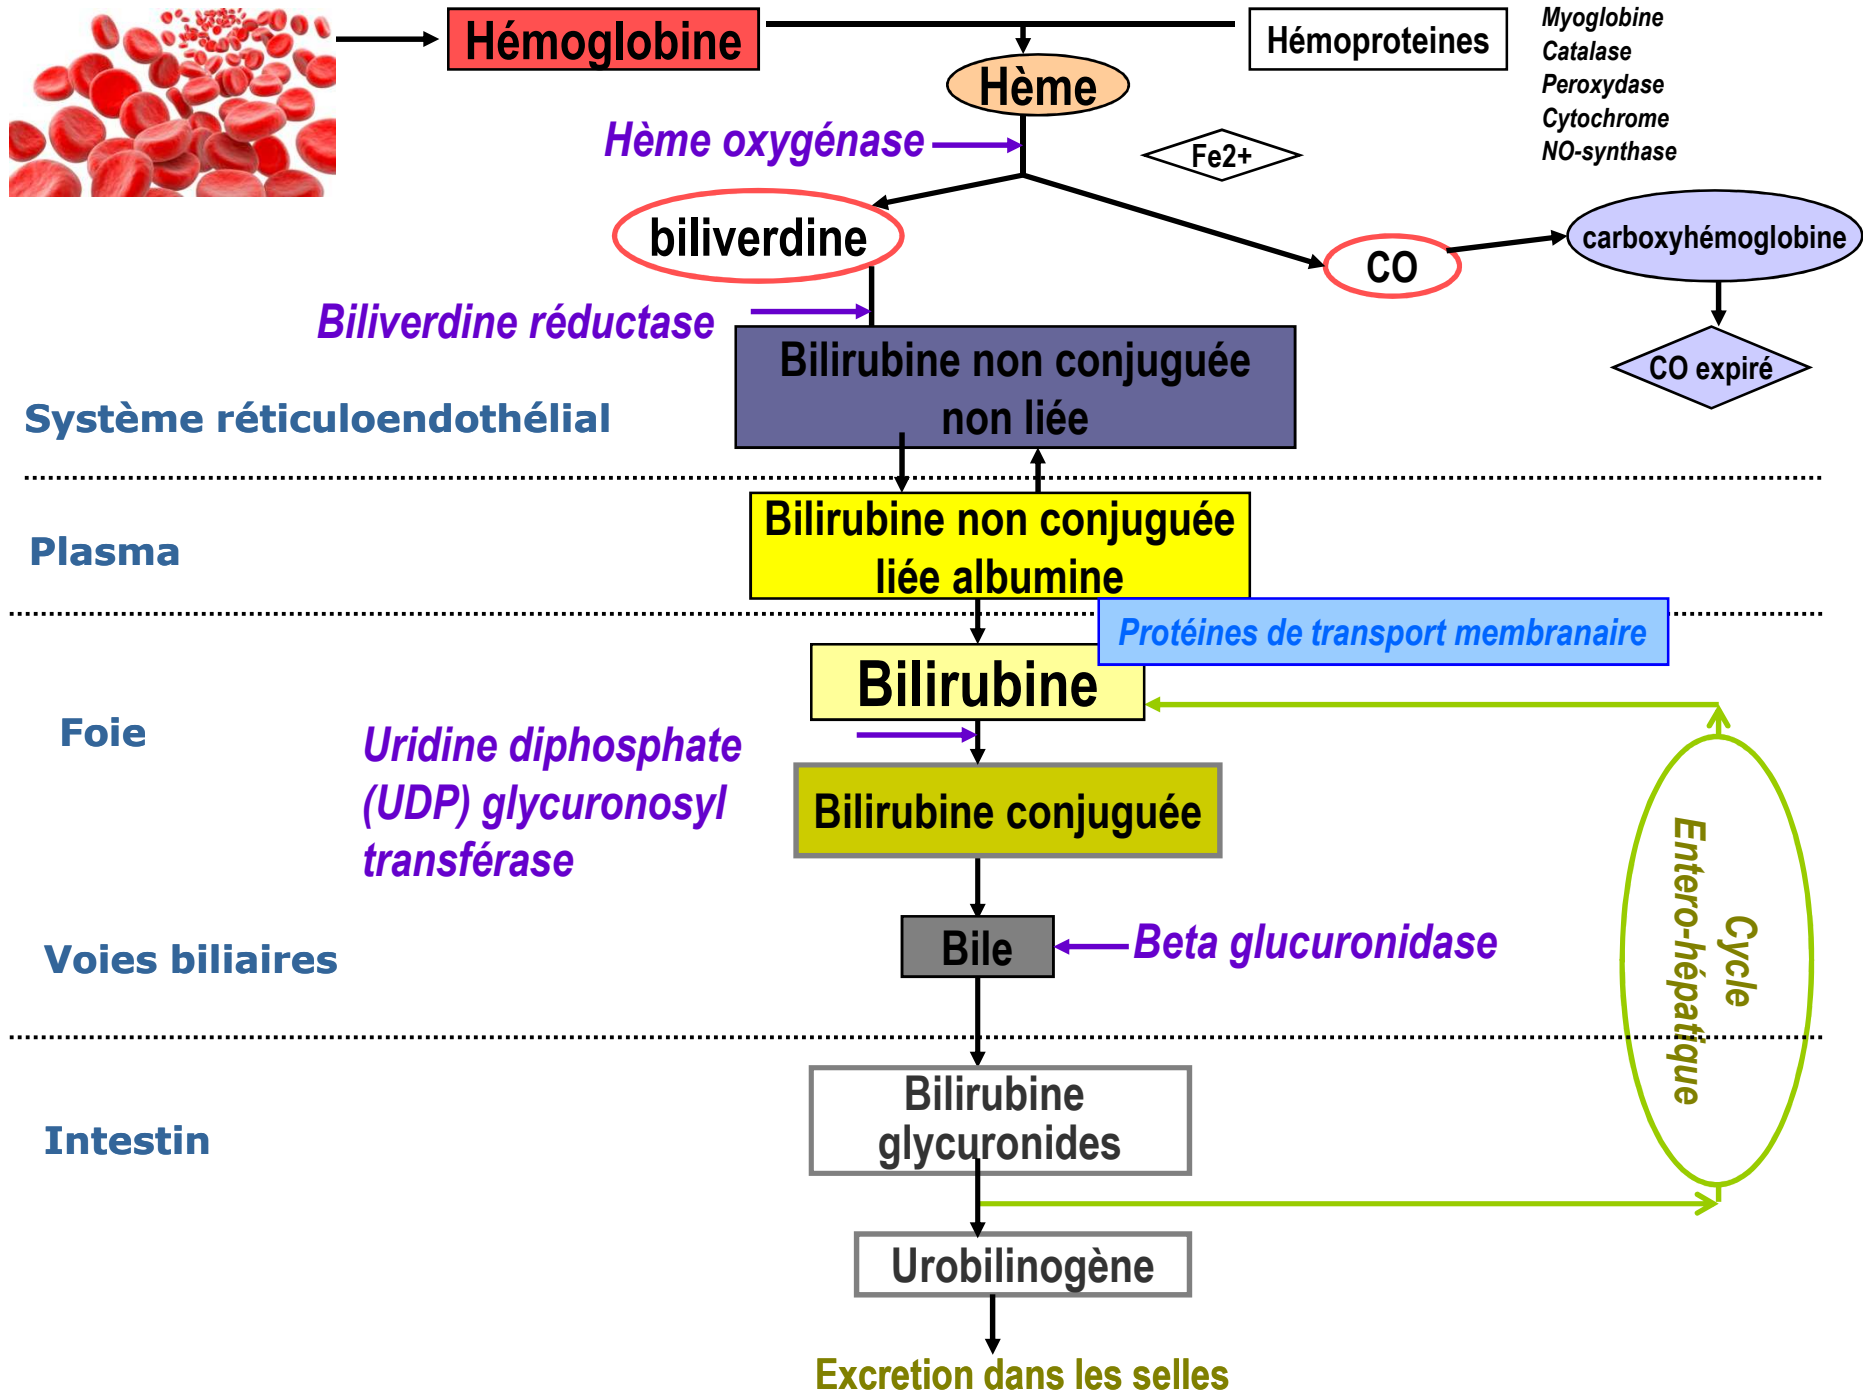 Hémoglobine
Hémoproteines
Myoglobine
Catalase
Peroxydase
Cytochrome
NO-synthase
Hème
Hème oxygénase
Fe2+
biliverdine
CO
carboxyhémoglobine
Biliverdine réductase
CO expiré
Bilirubine non conjuguée
non liée
Système réticuloendothélial
Bilirubine non conjuguée
liée albumine
Plasma
Protéines de transport membranaire
Bilirubine
Foie
Uridine diphosphate
(UDP) glycuronosyl
transférase
Bilirubine conjuguée
Cycle
Entero-hépatique
Voies biliaires
Bile
Beta glucuronidase
Intestin
Bilirubine
glycuronides
Urobilinogène
Excretion dans les selles